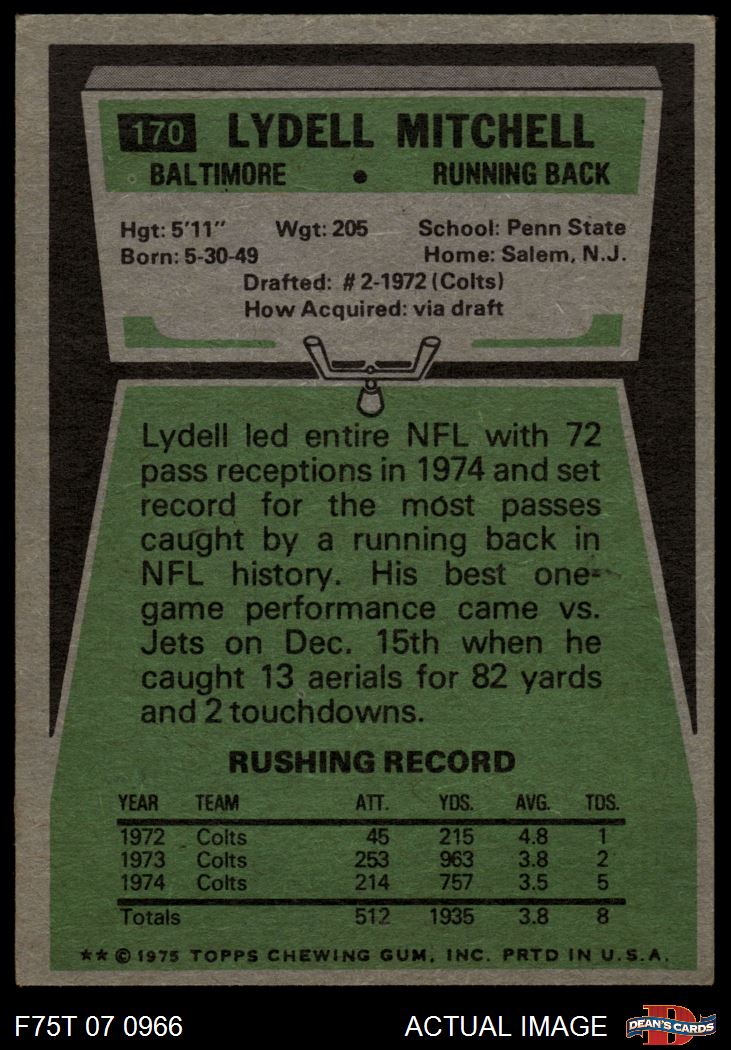 170 LYDELL MITCHELL
BALTIMORE • RUNNING BACK
Hgt: 5'11" Wgt: 205 School: Penn State
Born: 5-30-49 Home: Salem, N.J.
Drafted: #2-1972 (Colts)
How Acquired: via draft
Lydell led entire NFL with 72
pass receptions in 1974 and set
record for the most passes
caught by a running back in
NFL history. His best one-
game performance came vs.
Jets on Dec. 15th when he
caught 13 aerials for 82 yards
and 2 touchdowns.
RUSHING RECORD
YEAR TEAM ATT. YDS. AVG. TDS.
1972 Colts 45 215 4.8 1
1973 Colts 253 963 3.8 2
1974 Colts 214 757 3.5 5
Totals 512 1935 3.8 8
** © 1975 TOPPS CHEWING GUM, INC. PRTD IN U.S.A.
F75T 07 0966 ACTUAL IMAGE D DEAN'S CARDS